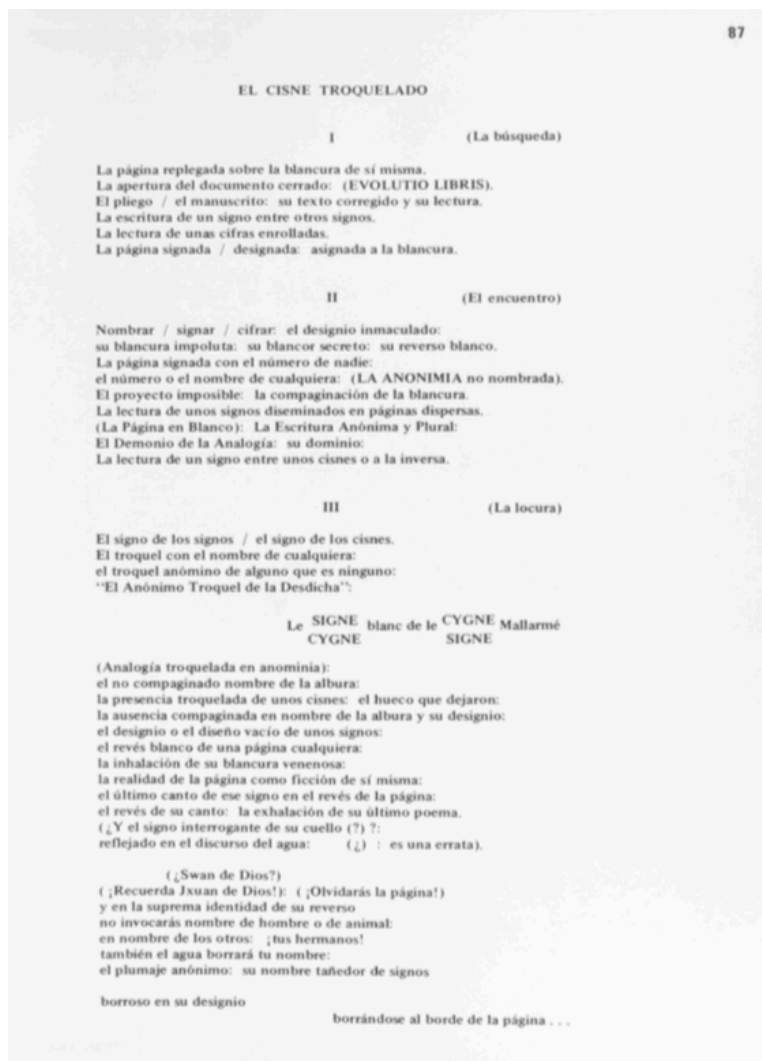 87
EL CISNE TROQUELADO
I (La búsqueda)
La página replegada sobre la blancura de sí misma.
La apertura del documento cerrado: (EVOLUTIO LIBRIS).
El pliego / el manuscrito: su texto corregido y su lectura.
La escritura de un signo entre otros signos.
La lectura de unas cifras enrolladas.
La página signada / designada: asignada a la blancura.
II (El encuentro)
Nombrar / signar / cifrar: el designio inmaculado:
su blancura impoluta: su blancor secreto: su reverso blanco.
La página signada con el número de nadie:
el número o el nombre de cualquiera: (LA ANONIMIA no nombrada).
El proyecto imposible: la compaginación de la blancura.
La lectura de unos signos diseminados en páginas dispersas.
(La Página en Blanco): La Escritura Anónima y Plural:
El Demonio de la Analogía: su dominio:
La lectura de un signo entre unos cisnes o a la inversa.
III (La locura)
El signo de los signos / el signo de los cisnes.
El troquel con el nombre de cualquiera:
el troquel anómino de alguno que es ninguno:
“El Anónimo Troquel de la Desdicha”:
Le SIGNE blanc de le CYGNE Mallarmé
CYGNE SIGNE
(Analogía troquelada en anominia):
el no compaginado nombre de la albura:
la presencia troquelada de unos cisnes: el hueco que dejaron:
la ausencia compaginada en nombre de la albura y su designio:
el designio o el diseño vacío de unos signos:
el revés blanco de una página cualquiera:
la inhalación de su blancura venenosa:
la realidad de la página como ficción de sí misma:
el último canto de ese signo en el revés de la página:
el revés de su canto: la exhalación de su último poema.
(¿Y el signo interrogante de su cuello (?) ?:
reflejado en el discurso del agua: (¿) : es una errata).
(¿Swan de Dios?)
( ¡Recuerda Jxuan de Dios!): ( ¡Olvidarás la página!)
y en la suprema identidad de su reverso
no invocarás nombre de hombre o de animal:
en nombre de los otros: ¡tus hermanos!
también el agua borrará tu nombre:
el plumaje anónimo: su nombre tañedor de signos
borroso en su designio
borrándose al borde de la página . . .